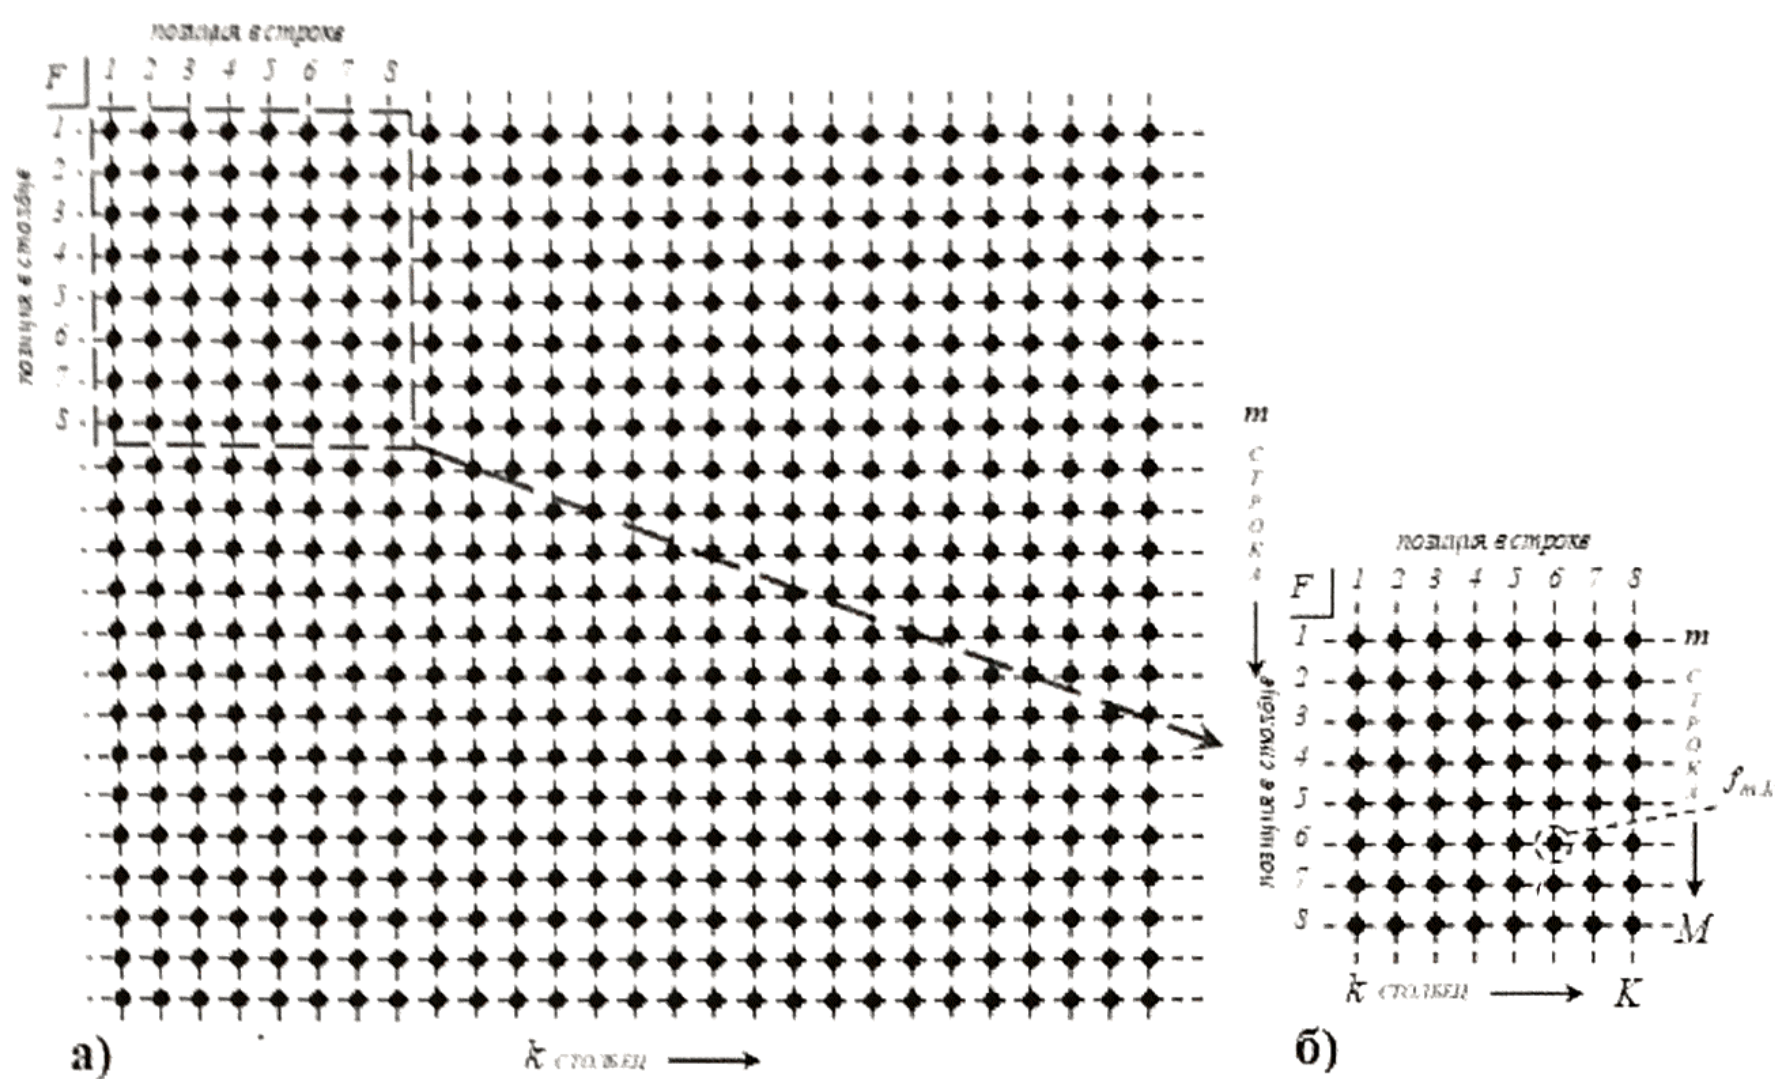 позиция в строке
F 1 2 3 4 5 6 7 8
позиция в столбце
1
2
3
4
5
6
7
8
m
СТРОКА
k СТОЛБЕЦ
а)
позиция в строке
F 1 2 3 4 5 6 7 8
позиция в столбце
1
2
3
4
5
6
7
8
m
СТРОКА
f m,k
M
k СТОЛБЕЦ K
б)